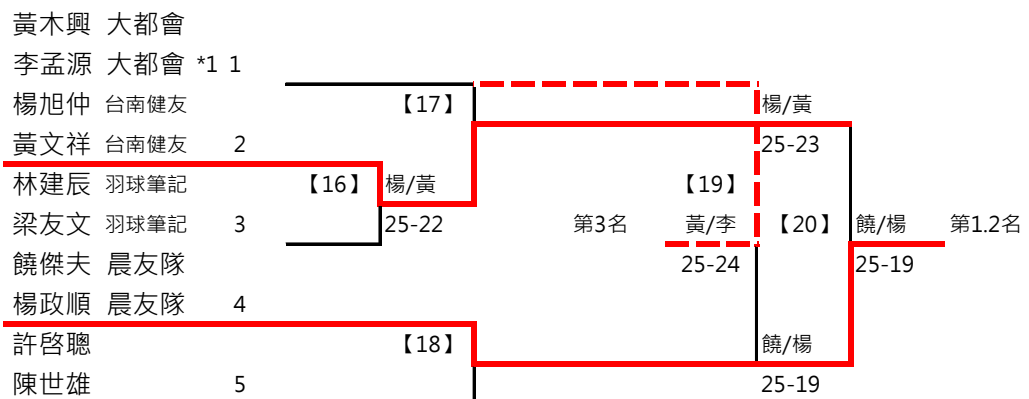 黃木興 大都會
李孟源 大都會 *1 1
楊旭仲 台南健友 【17】 楊/黃
黃文祥 台南健友 2 25-23
林建辰 羽球筆記 【16】 楊/黃 【19】
梁友文 羽球筆記 3 25-22 第3名 黃/李 【20】 饒/楊 第1.2名
饒傑夫 晨友隊 25-24 25-19
楊政順 晨友隊 4
許啓聰 【18】 饒/楊
陳世雄 5 25-19